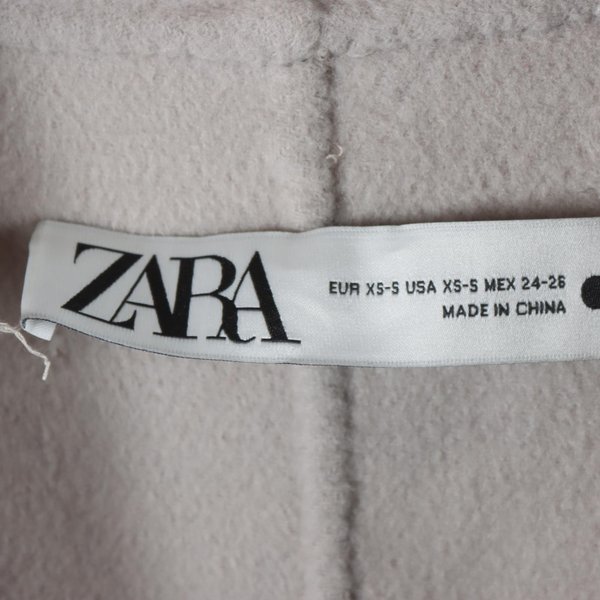 ZARA
EUR XS-S USA XS-S MEX 24-26
MADE IN CHINA